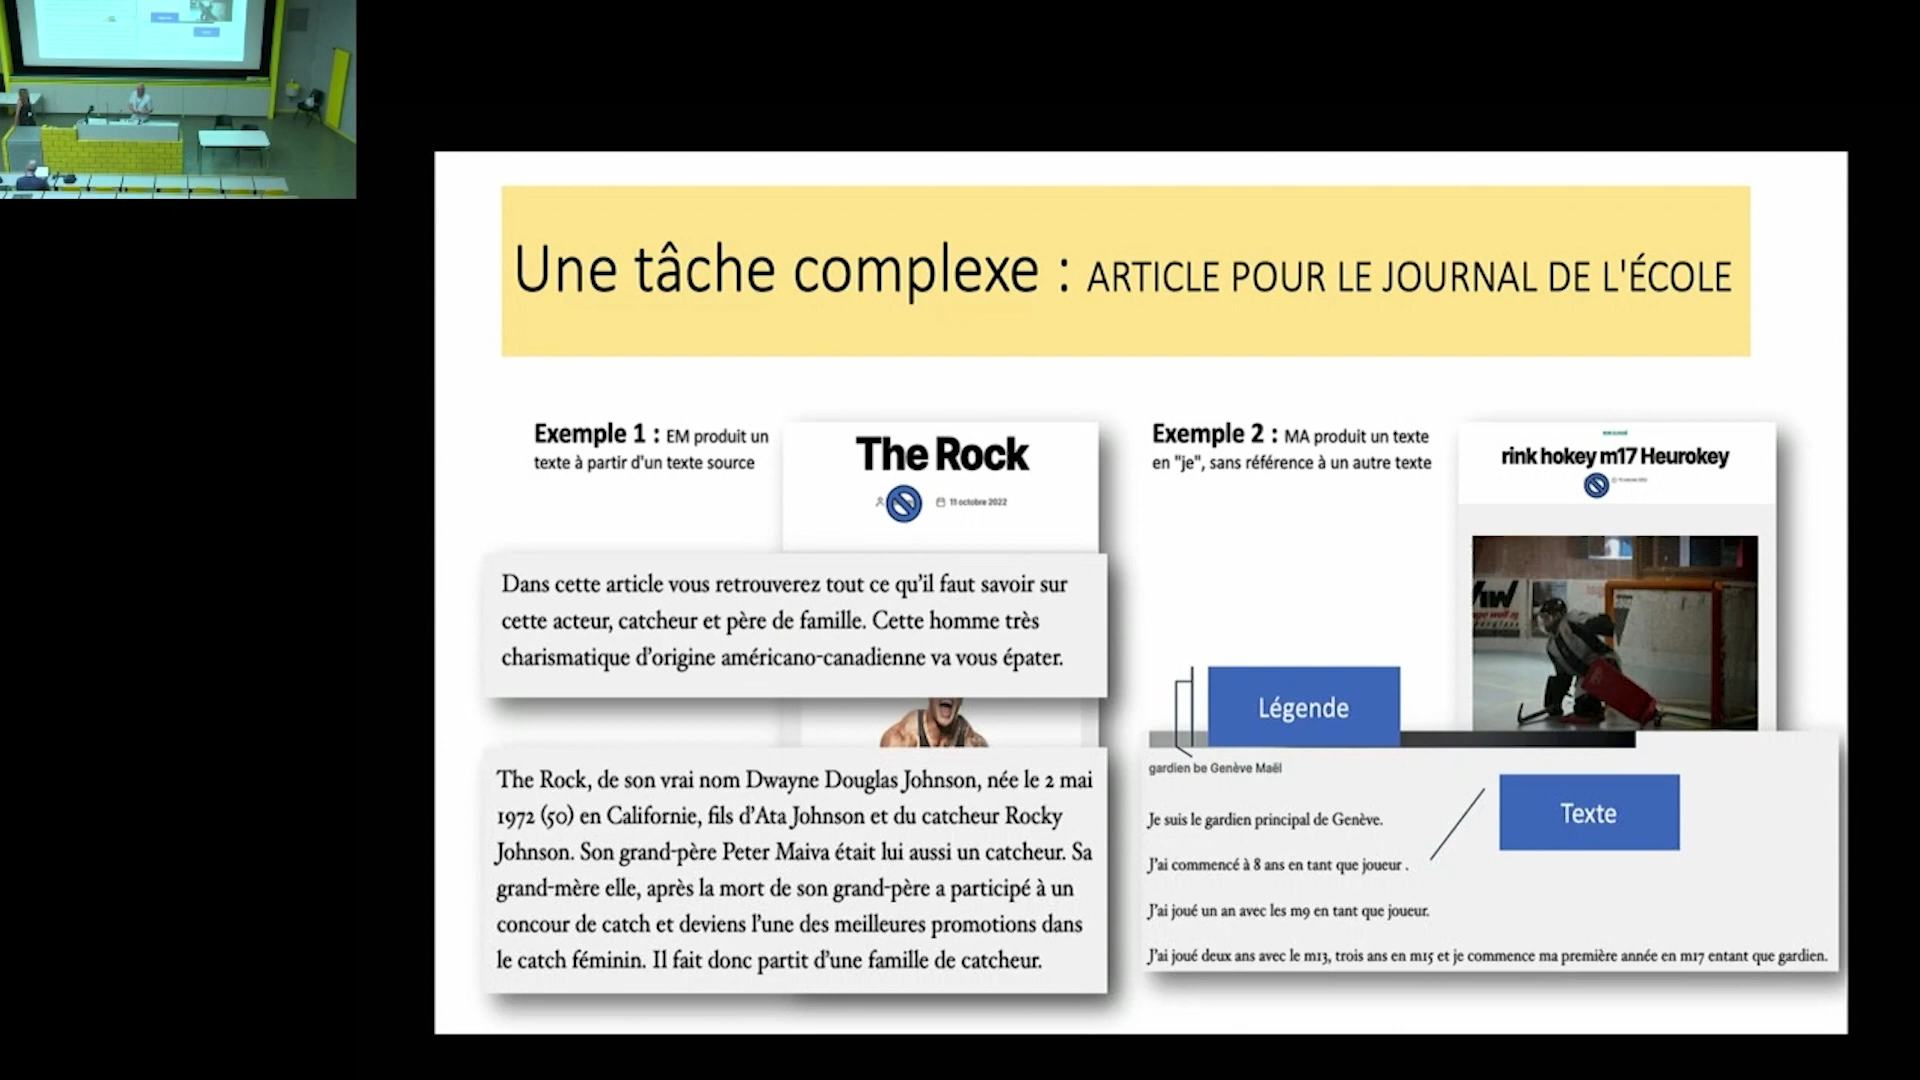 Une tâche complexe : ARTICLE POUR LE JOURNAL DE L'ÉCOLE
Exemple 1 : EM produit un
texte à partir d'un texte source
The Rock
11 octobre 2022
Dans cette article vous retrouverez tout ce qu'il faut savoir sur
cette acteur, catcheur et père de famille. Cette homme très
charismatique d'origine américano-canadienne va vous épater.
The Rock, de son vrai nom Dwayne Douglas Johnson, née le 2 mai
1972 (50) en Californie, fils d'Ata Johnson et du catcheur Rocky
Johnson. Son grand-père Peter Maiva était lui aussi un catcheur. Sa
grand-mère elle, après la mort de son grand-père a participé à un
concour de catch et deviens l'une des meilleures promotions dans
le catch féminin. Il fait donc partit d'une famille de catcheur.
Exemple 2 : MA produit un texte
en "je", sans référence à un autre texte
rink hokey m17 Heurokey
Légende
gardien be Genève Maël
Texte
Je suis le gardien principal de Genève.
J'ai commencé à 8 ans en tant que joueur .
J'ai joué un an avec les m9 en tant que joueur.
J'ai joué deux ans avec le m13, trois ans en m15 et je commence ma première année en m17 entant que gardien.